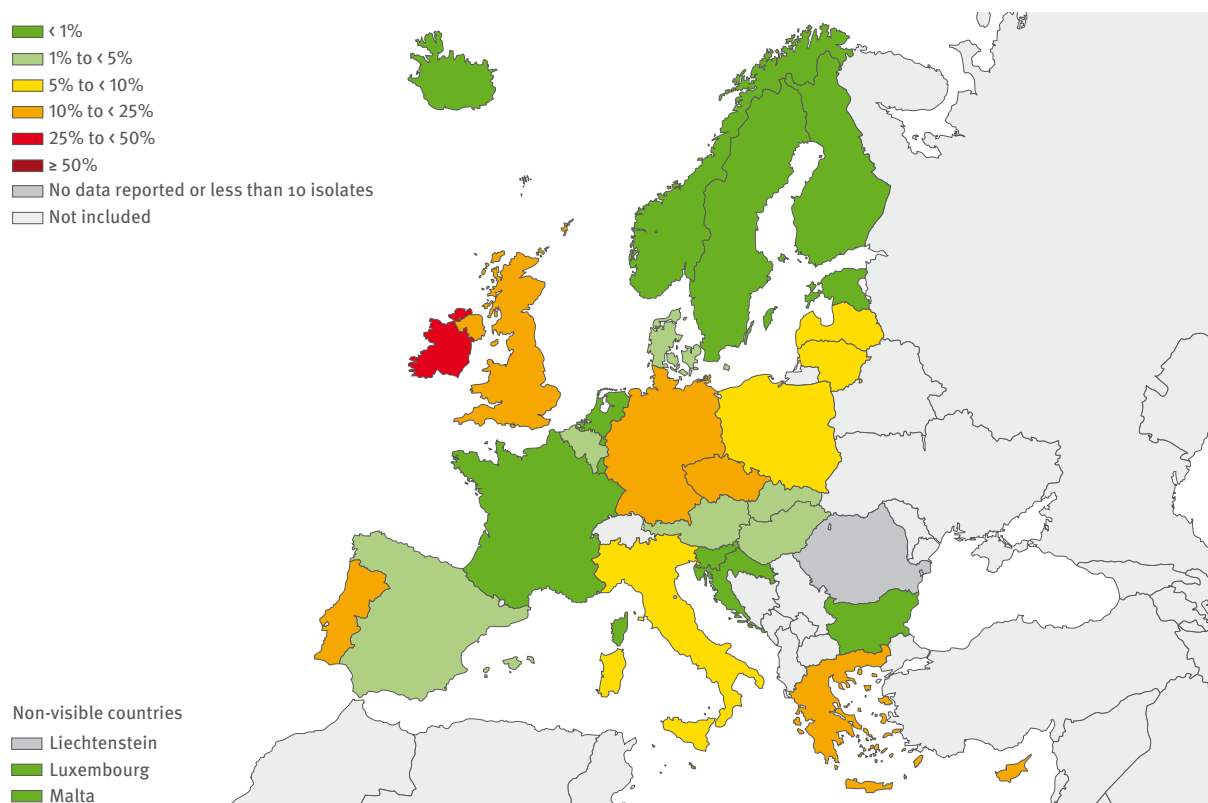 < 1%
1% to < 5%
5% to < 10%
10% to < 25%
25% to < 50%
≥ 50%
No data reported or less than 10 isolates
Not included
Non-visible countries
Liechtenstein
Luxembourg
Malta